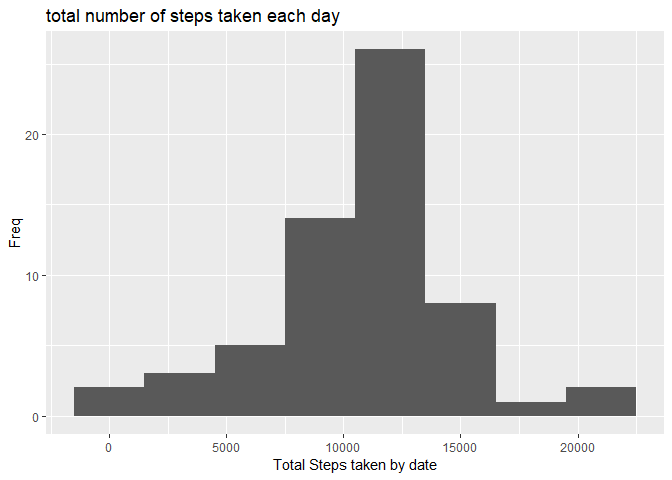 total number of steps taken each day
20
10
0
Freq
0 5000 10000 15000 20000
Total Steps taken by date